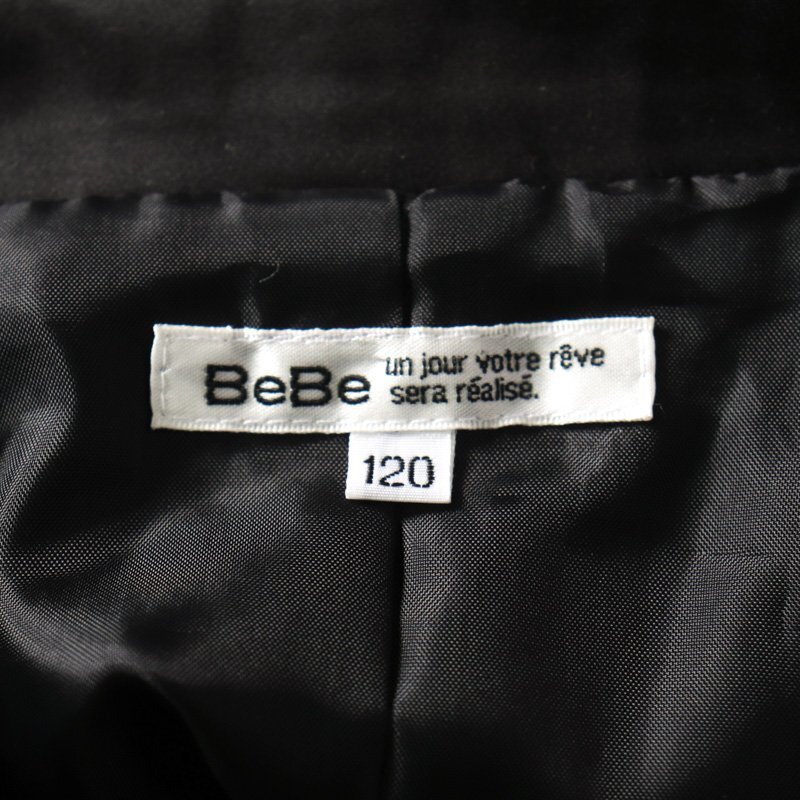 BeBe un jour votre rêve
sera réalisé.
120